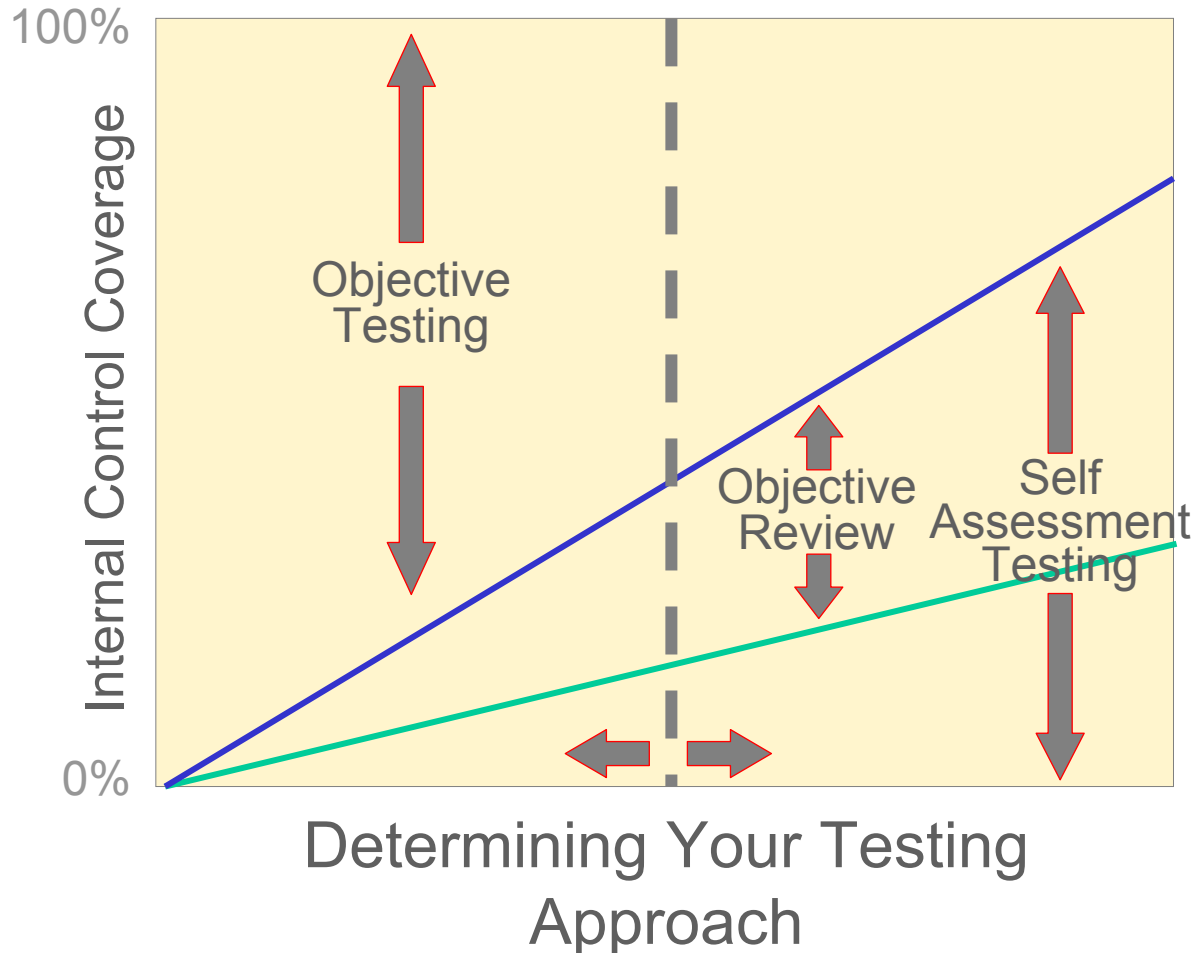 100%
Internal Control Coverage
0%
Objective
Testing
Objective
Review
Self
Assessment
Testing
Determining Your Testing
Approach